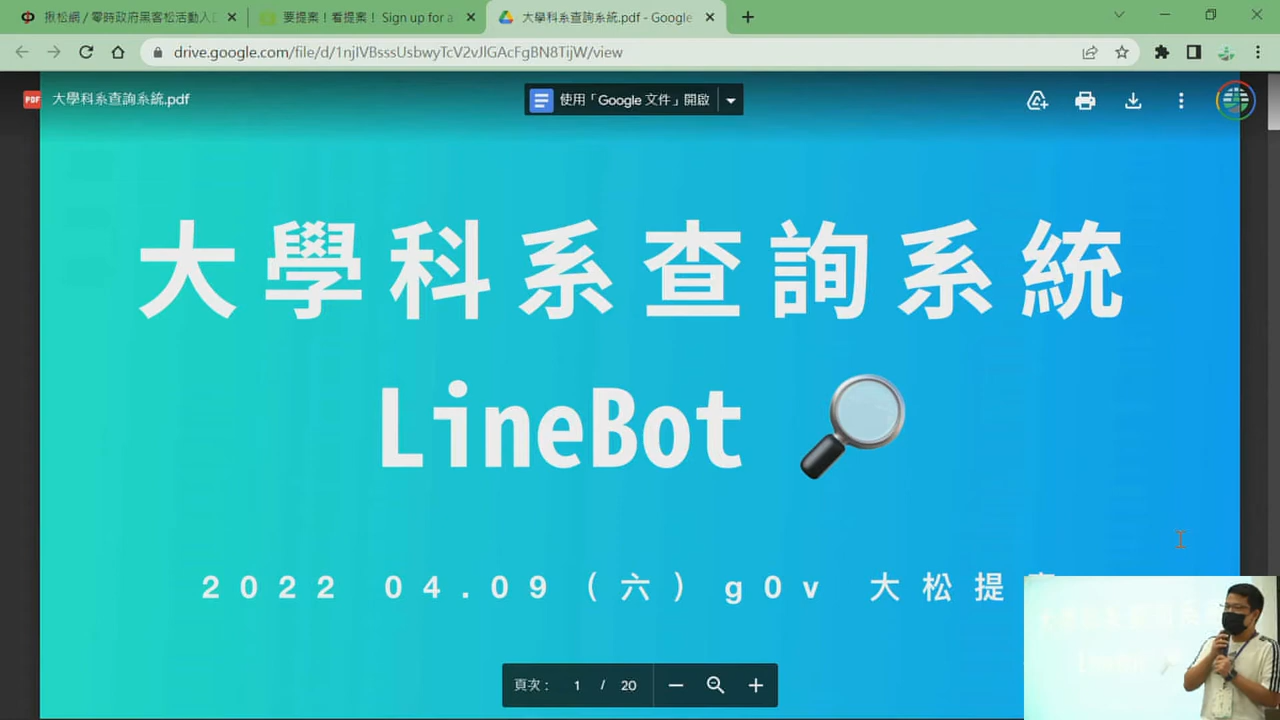 揪松網 / 零時政府黑客松活動入
要提案！看提案！ Sign up for a
大學科系查詢系統.pdf - Google
drive.google.com/file/d/1njIVBsssUsbwyTcV2vJlGAcFgBN8TijW/view
PDF 大學科系查詢系統.pdf
使用「Google 文件」開啟
大學科系查詢系統
LineBot
2022 04.09（六）g0v 大松提
頁次： 1 / 20